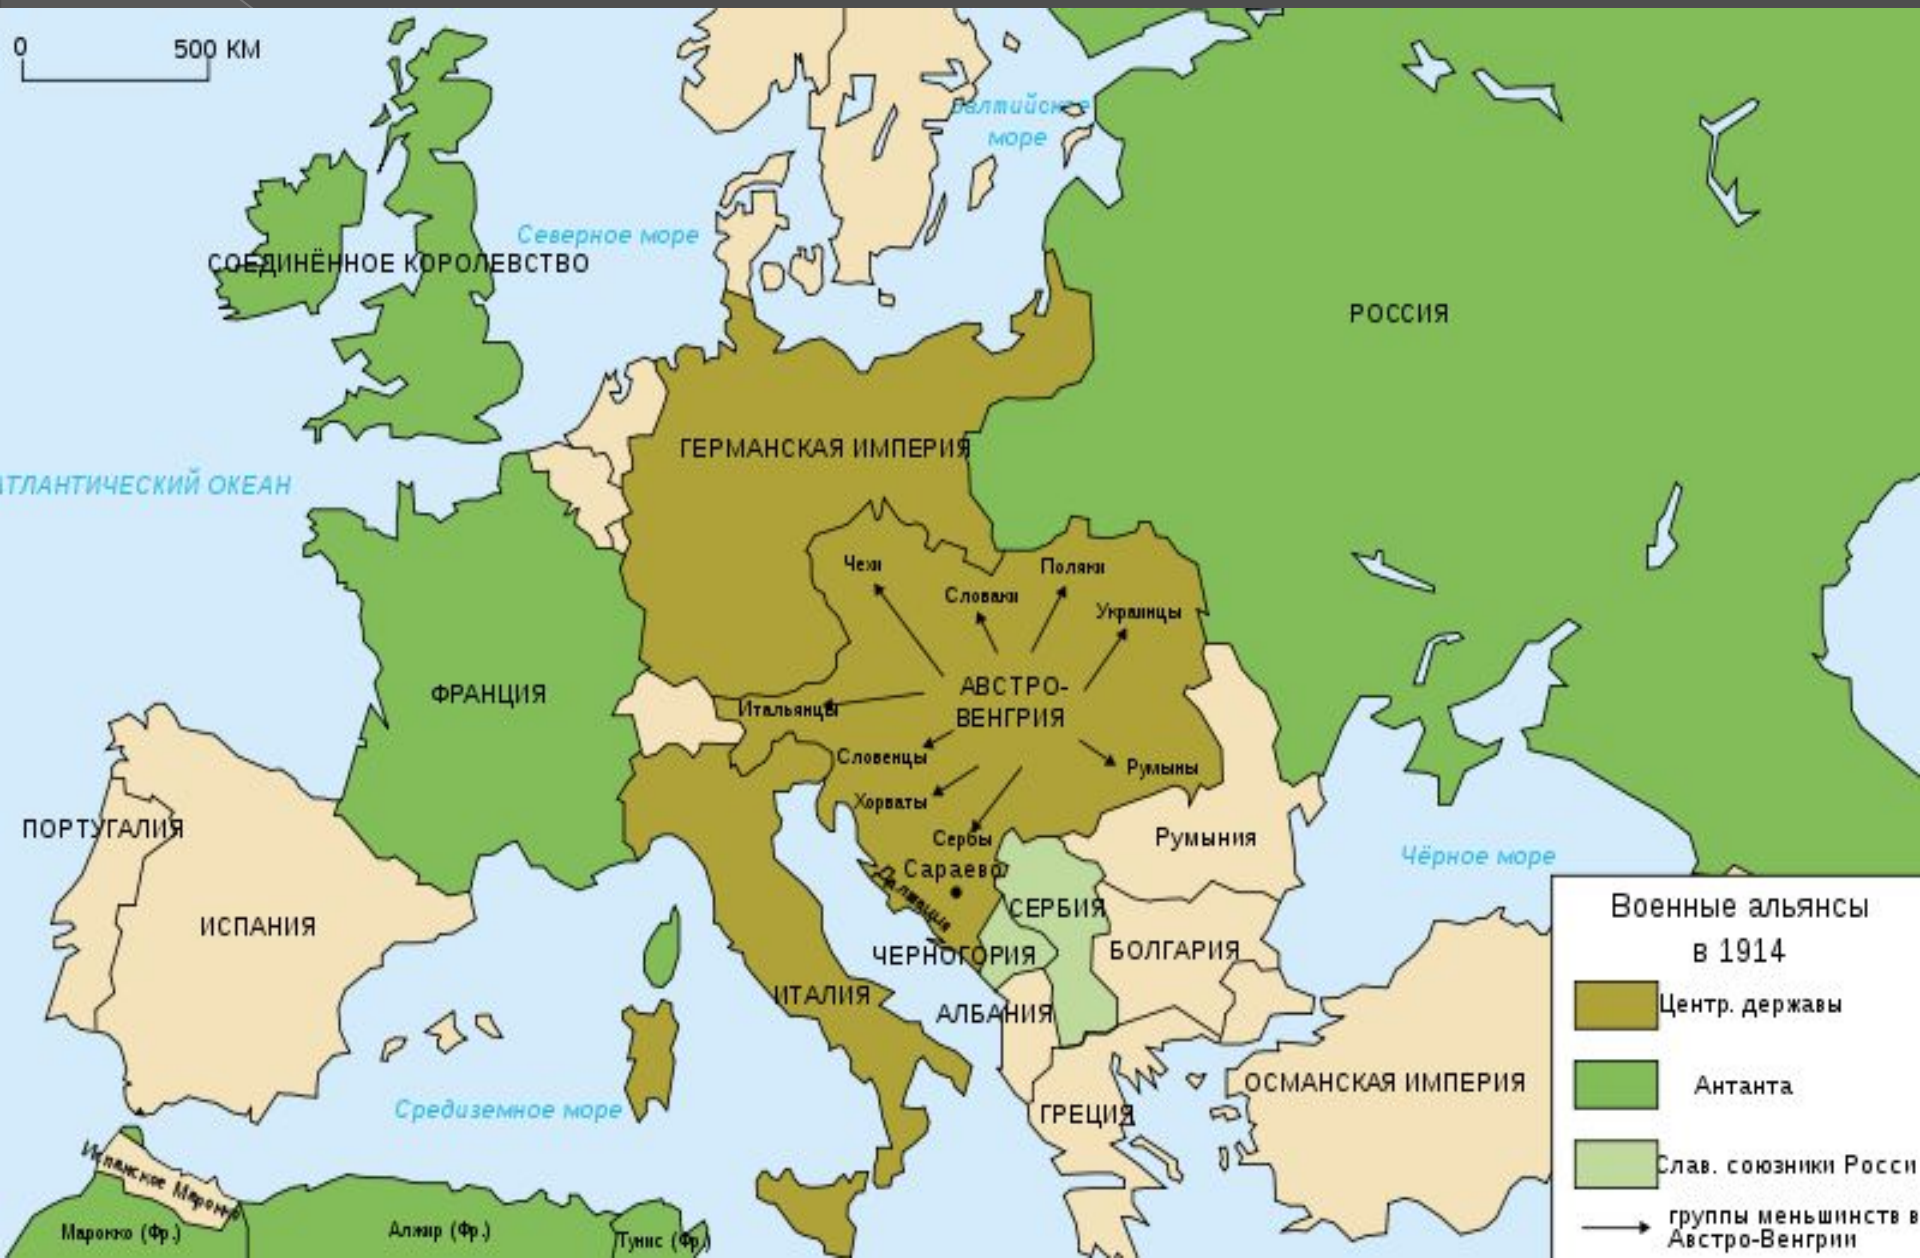 0 500 КМ
Балтийское
море
Северное море
СОЕДИНЁННОЕ КОРОЛЕВСТВО
РОССИЯ
ГЕРМАНСКАЯ ИМПЕРИЯ
АТЛАНТИЧЕСКИЙ ОКЕАН
Чехи
Поляки
Словаки
Украинцы
ФРАНЦИЯ
АВСТРО-
ВЕНГРИЯ
Итальянцы
Словенцы
Румыны
Хорваты
Сербы
Сараево
Далмация
ПОРТУГАЛИЯ
ИСПАНИЯ
Румыния
Чёрное море
СЕРБИЯ
ЧЕРНОГОРИЯ
БОЛГАРИЯ
ИТАЛИЯ
АЛБАНИЯ
ОСМАНСКАЯ ИМПЕРИЯ
ГРЕЦИЯ
Средиземное море
Испанское Марокко
Марокко (Фр.)
Алжир (Фр.)
Тунис (Фр.)
Военные альянсы
в 1914
Центр. державы
Антанта
Слав. союзники Росси
группы меньшинств в
Австро-Венгрии